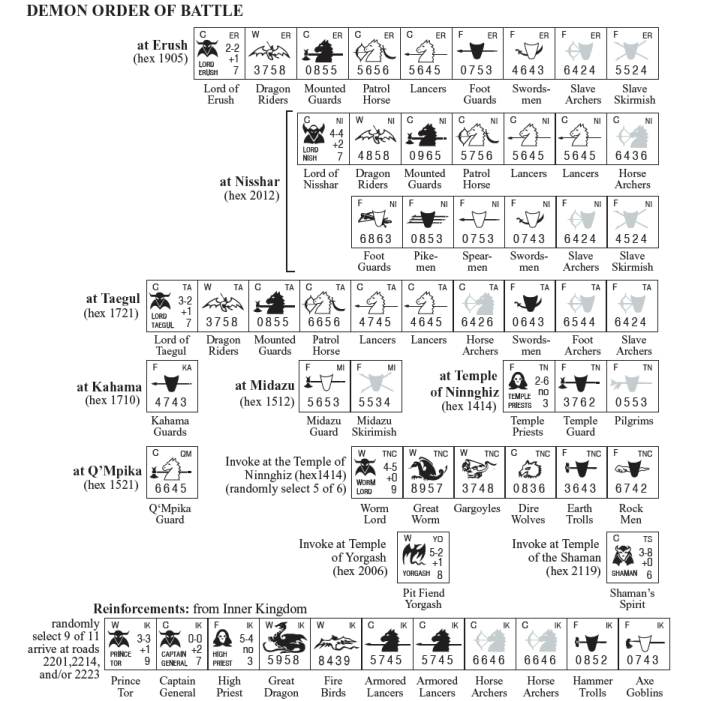 DEMON ORDER OF BATTLE
at Erush
(hex 1905)
C ER 2-2 +1 LORD ERUSH 7
W ER 3758
C ER 0855
C ER 5656
C ER 5645
F ER 0753
F ER 4643
F ER 6424
F ER 5524
Lord of Erush
Dragon Riders
Mounted Guards
Patrol Horse
Lancers
Foot Guards
Swords-men
Slave Archers
Slave Skirmish
at Nisshar
(hex 2012)
C NI 4-4 +2 LORD NISH 7
W NI 4858
C NI 0965
C NI 5756
C NI 5645
C NI 5645
C NI 6436
Lord of Nisshar
Dragon Riders
Mounted Guards
Patrol Horse
Lancers
Lancers
Horse Archers
F NI 6863
F NI 0853
F NI 0753
F NI 0743
F NI 6424
F NI 4524
Foot Guards
Pike-men
Spear-men
Swords-men
Slave Archers
Slave Skirmish
at Taegul
(hex 1721)
C TA 3-2 +1 LORD TAEGUL 7
W TA 3758
C TA 0855
C TA 6656
C TA 4745
C TA 4645
C TA 6426
F TA 0643
F TA 6544
F TA 6424
Lord of Taegul
Dragon Riders
Mounted Guards
Patrol Horse
Lancers
Lancers
Horse Archers
Swords-men
Foot Archers
Slave Archers
at Kahama
(hex 1710)
F KA 4743
Kahama Guards
at Midazu
(hex 1512)
F MI 5653
F MI 5534
Midazu Guard
Midazu Skirimish
at Temple
of Ninnghiz
(hex 1414)
F TN 2-6 no TEMPLE PRIESTS 3
F TN 3762
F TN 0553
Temple Priests
Temple Guard
Pilgrims
at Q'Mpika
(hex 1521)
C QM 6645
Q'Mpika Guard
Invoke at the Temple of
Ninnghiz (hex1414)
(randomly select 5 of 6)
W TNC 4-5 +0 WORM LORD 9
W TNC 8957
W TNC 3748
C TNC 0836
F TNC 3643
F TNC 6742
Worm Lord
Great Worm
Gargoyles
Dire Wolves
Earth Trolls
Rock Men
Invoke at Temple
of Yorgash
(hex 2006)
W YO 5-2 +1 YORGASH 8
Pit Fiend Yorgash
Invoke at Temple
of the Shaman
(hex 2119)
C TS 3-8 +0 SHAMAN 6
Shaman's Spirit
Reinforcements: from Inner Kingdom
randomly
select 9 of 11
arrive at roads
2201,2214,
and/or 2223
W IK 3-3 +1 PRINCE TOR 9
C IK 0-0 +2 CAPTAIN GENERAL 7
F IK 5-4 no HIGH PRIEST 3
W IK 5958
W IK 8439
C IK 5745
C IK 5745
C IK 6646
C IK 6646
F IK 0852
F IK 0743
Prince Tor
Captain General
High Priest
Great Dragon
Fire Birds
Armored Lancers
Armored Lancers
Horse Archers
Horse Archers
Hammer Trolls
Axe Goblins